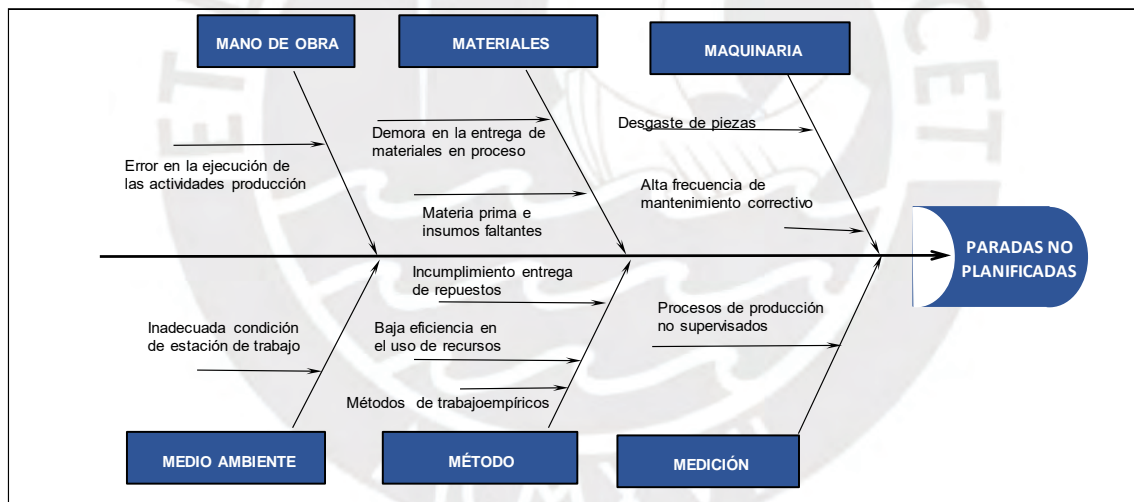 MANO DE OBRA
MATERIALES
MAQUINARIA
Error en la ejecución de
las actividades producción
Demora en la entrega de
materiales en proceso
Materia prima e
insumos faltantes
Desgaste de piezas
Alta frecuencia de
mantenimiento correctivo
PARADAS NO
PLANIFICADAS
Inadecuada condición
de estación de trabajo
Incumplimiento entrega
de repuestos
Baja eficiencia en
el uso de recursos
Métodos de trabajoempíricos
Procesos de producción
no supervisados
MEDIO AMBIENTE
MÉTODO
MEDICIÓN